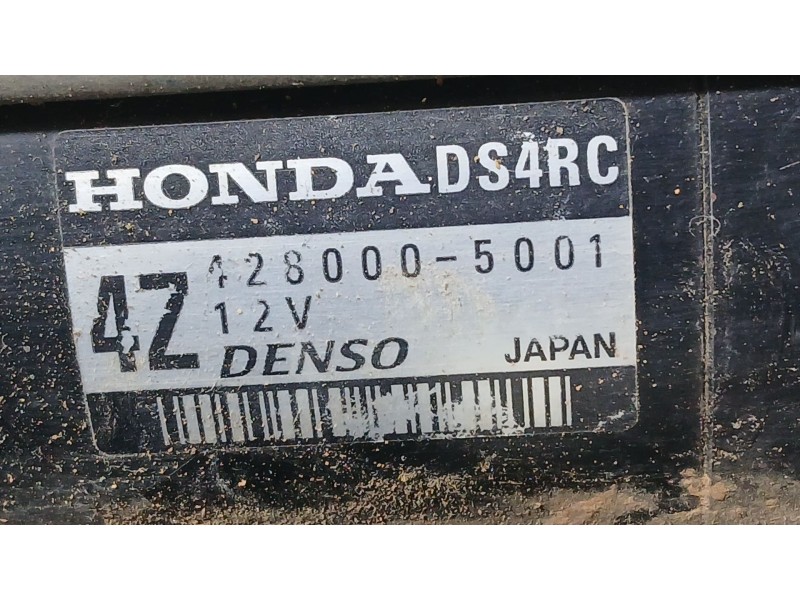 HONDA DS4RC
4Z 428000-5001
12V
DENSO JAPAN